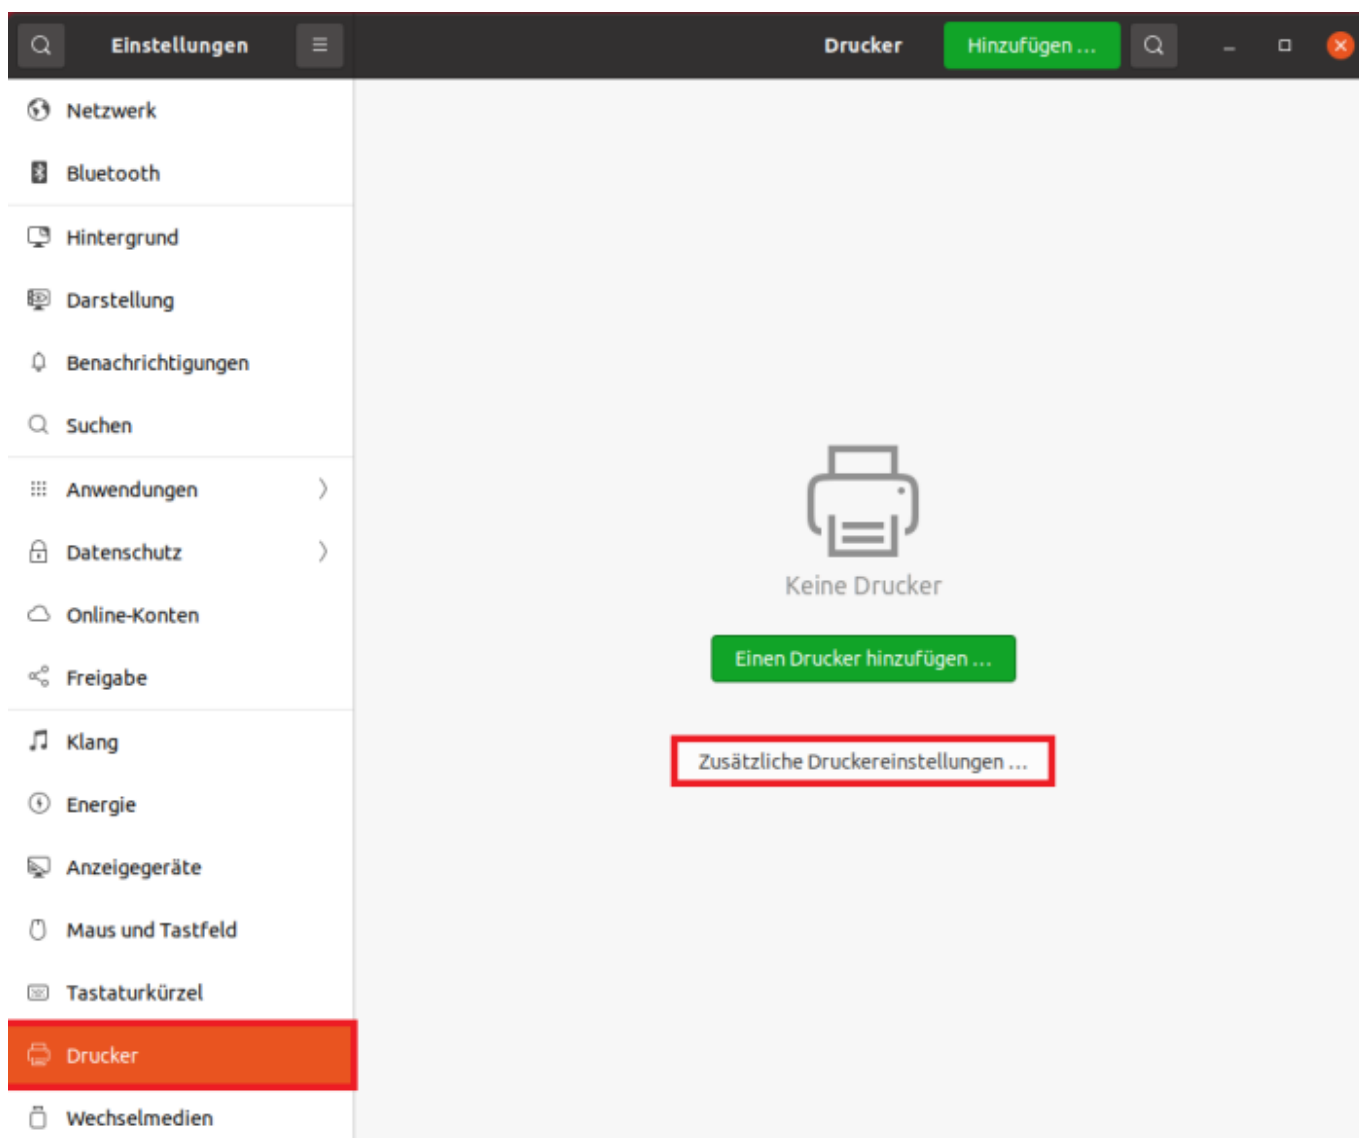 Einstellungen
Drucker
Hinzufügen ...
Netzwerk
Bluetooth
Hintergrund
Darstellung
Benachrichtigungen
Suchen
Anwendungen
Datenschutz
Online-Konten
Freigabe
Klang
Energie
Anzeigegeräte
Maus und Tastfeld
Tastaturkürzel
Drucker
Wechselmedien
Keine Drucker
Einen Drucker hinzufügen ...
Zusätzliche Druckereinstellungen ...